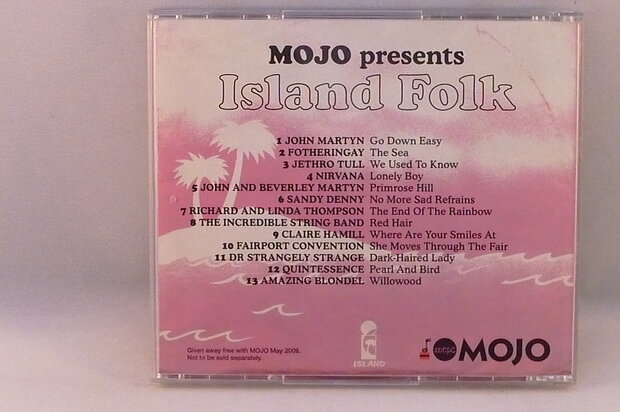 MOJO presents
Island Folk
1 JOHN MARTYN Go Down Easy
2 FOTHERINGAY The Sea
3 JETHRO TULL We Used To Know
4 NIRVANA Lonely Boy
5 JOHN AND BEVERLEY MARTYN Primrose Hill
6 SANDY DENNY No More Sad Refrains
7 RICHARD AND LINDA THOMPSON The End Of The Rainbow
8 THE INCREDIBLE STRING BAND Red Hair
9 CLAIRE HAMILL Where Are Your Smiles At
10 FAIRPORT CONVENTION She Moves Through The Fair
11 DR STRANGELY STRANGE Dark-Haired Lady
12 QUINTESSENCE Pearl And Bird
13 AMAZING BLONDEL Willowood
Given away free with MOJO May 2009.
Not to be sold separately.
ISLAND
mcps
MOJO